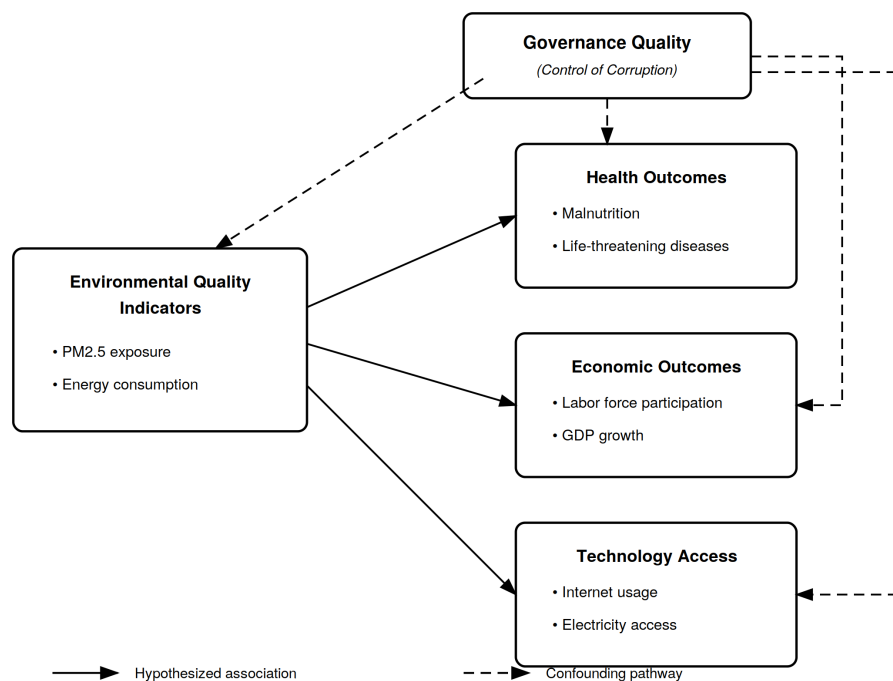 Governance Quality
(Control of Corruption)
Health Outcomes
• Malnutrition
• Life-threatening diseases
Environmental Quality
Indicators
• PM2.5 exposure
• Energy consumption
Economic Outcomes
• Labor force participation
• GDP growth
Technology Access
• Internet usage
• Electricity access
Hypothesized association
Confounding pathway